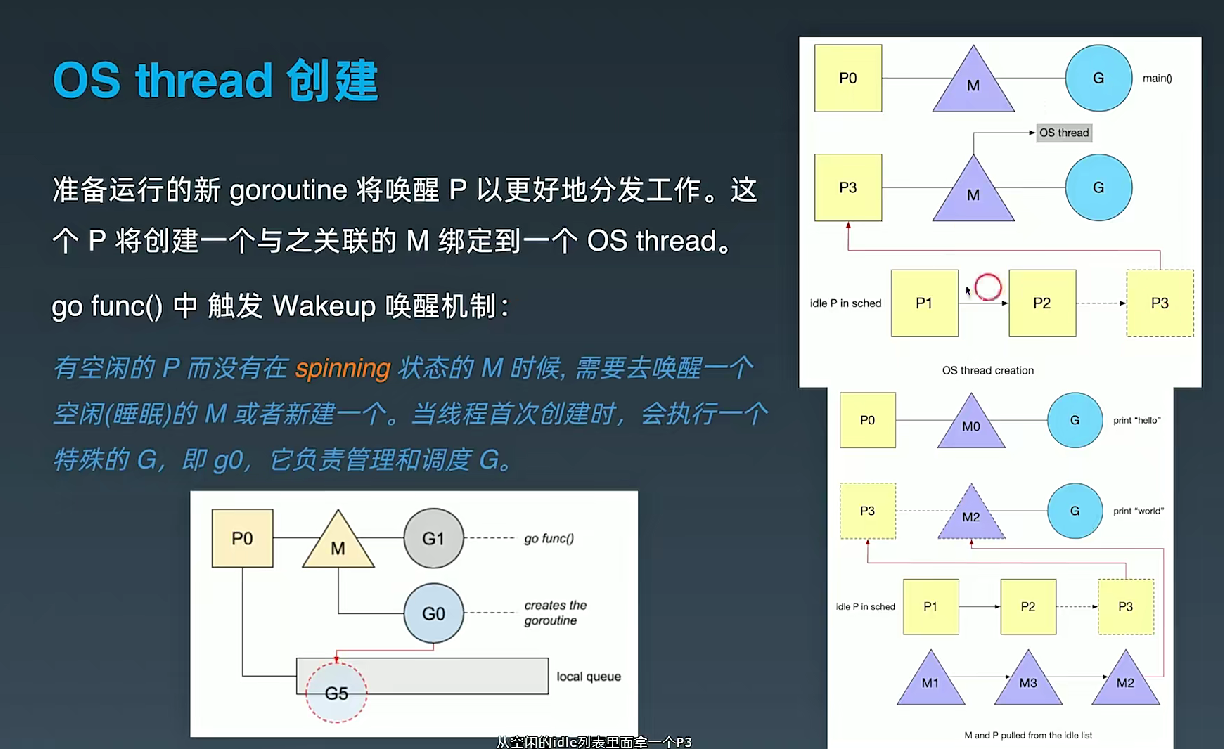 OS thread 创建
准备运行的新 goroutine 将唤醒 P 以更好地分发工作。这
个 P 将创建一个与之关联的 M 绑定到一个 OS thread。
go func() 中 触发 Wakeup 唤醒机制：
有空闲的 P 而没有在 spinning 状态的 M 时候, 需要去唤醒一个
空闲(睡眠)的 M 或者新建一个。当线程首次创建时，会执行一个
特殊的 G，即 g0，它负责管理和调度 G。
P0 M G1 go func()
G0 creates the
goroutine
G5 local queue
P0 M G main()
OS thread
P3 M G
idle P in sched P1 P2 P3
OS thread creation
P0 M0 G print "hello"
P3 M2 G print "world"
idle P in sched P1 P2 P3
M1 M3 M2
M and P pulled from the idle list
从空闲的idle列表里面拿一个P3